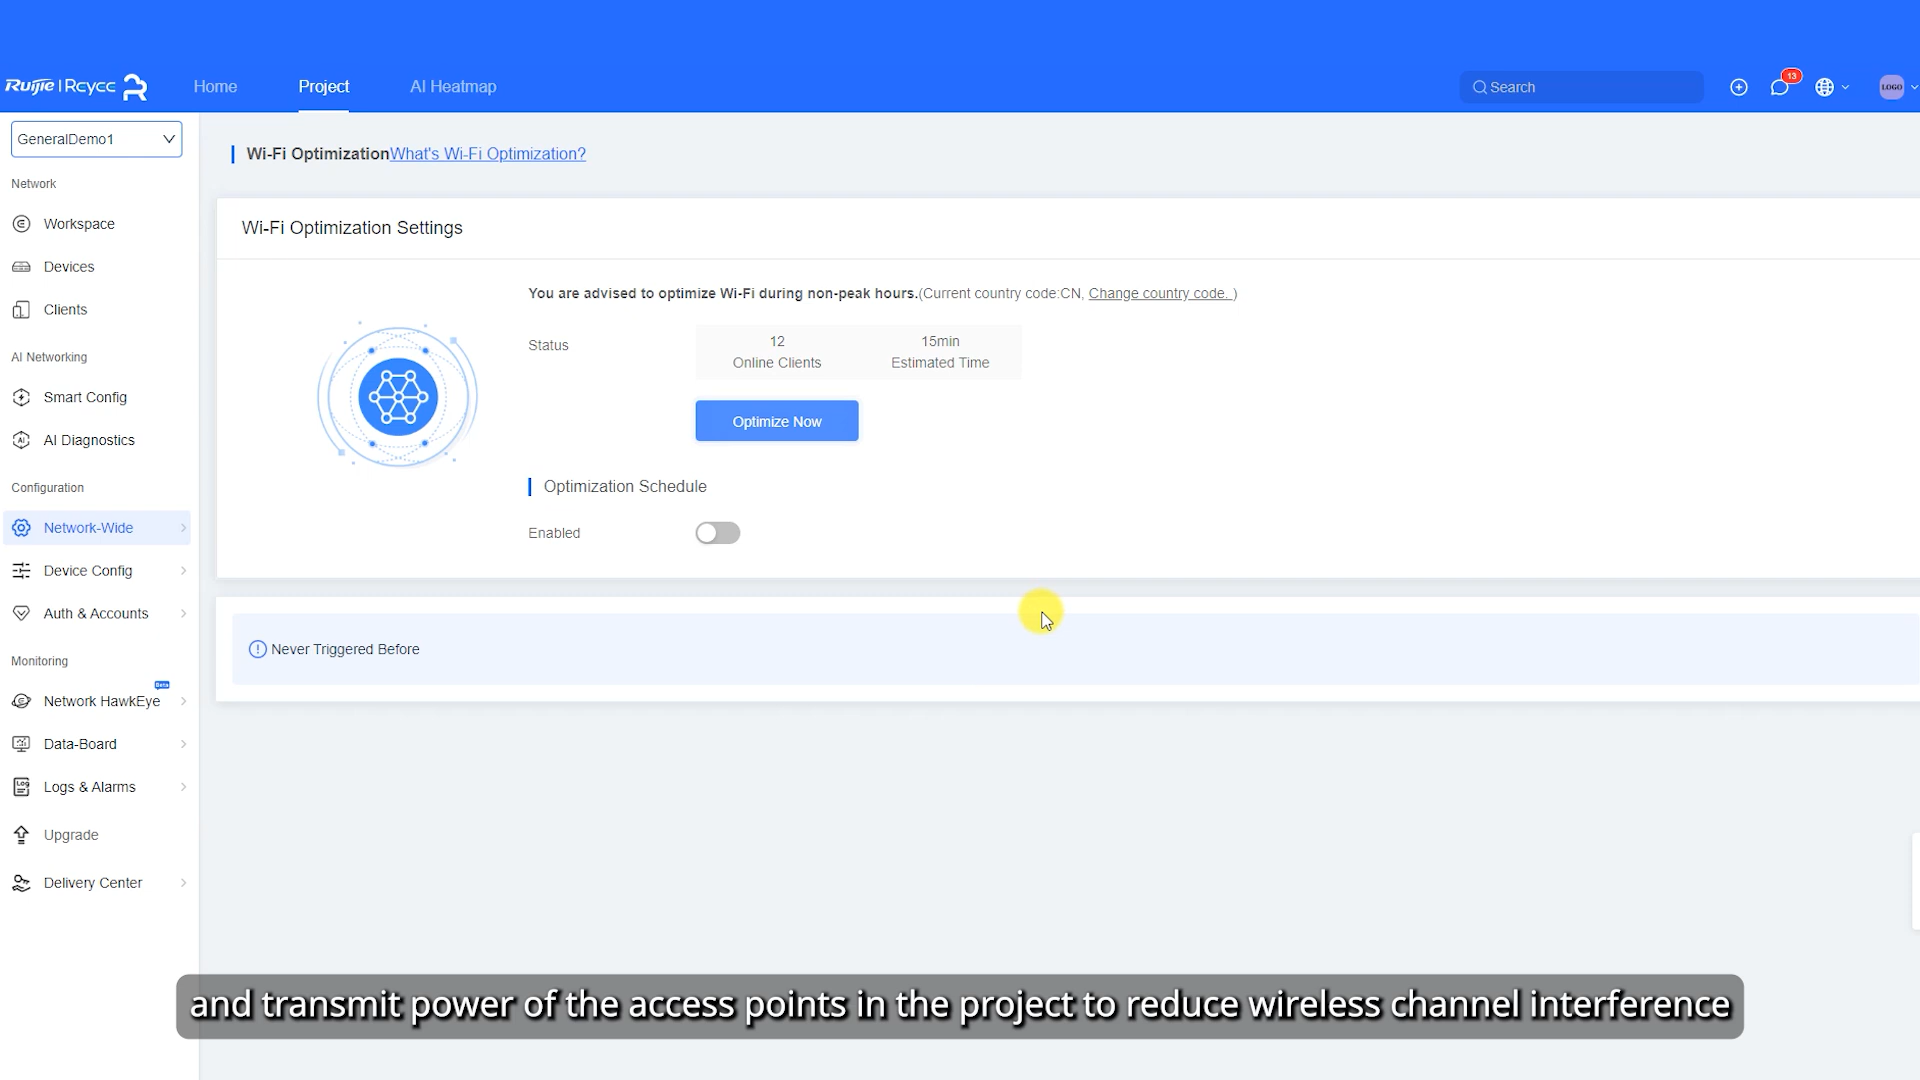 Ruijie | Rcycc
Home
Project
AI Heatmap
Search
13
LOGO
GeneralDemo1
Wi-Fi Optimization What's Wi-Fi Optimization?
Network
Workspace
Devices
Clients
AI Networking
Smart Config
AI Diagnostics
Configuration
Network-Wide
Device Config
Auth & Accounts
Monitoring
Beta
Network HawkEye
Data-Board
Logs & Alarms
Upgrade
Delivery Center
Wi-Fi Optimization Settings
You are advised to optimize Wi-Fi during non-peak hours.(Current country code:CN, Change country code. )
Status
12
Online Clients
15min
Estimated Time
Optimize Now
Optimization Schedule
Enabled
Never Triggered Before
and transmit power of the access points in the project to reduce wireless channel interference